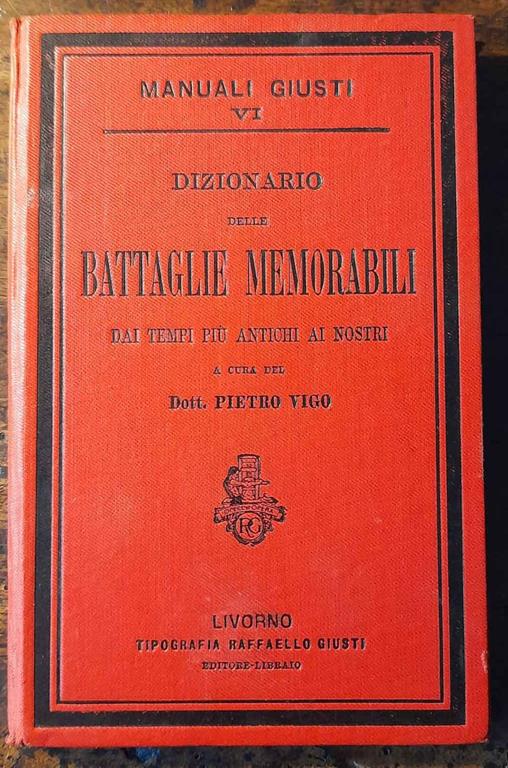 MANUALI GIUSTI
VI
DIZIONARIO
DELLE
BATTAGLIE MEMORABILI
DAI TEMPI PIÙ ANTICHI AI NOSTRI
A CURA DEL
Dott. PIETRO VIGO
RG
LIVORNO
TIPOGRAFIA RAFFAELLO GIUSTI
EDITORE-LIBRAIO